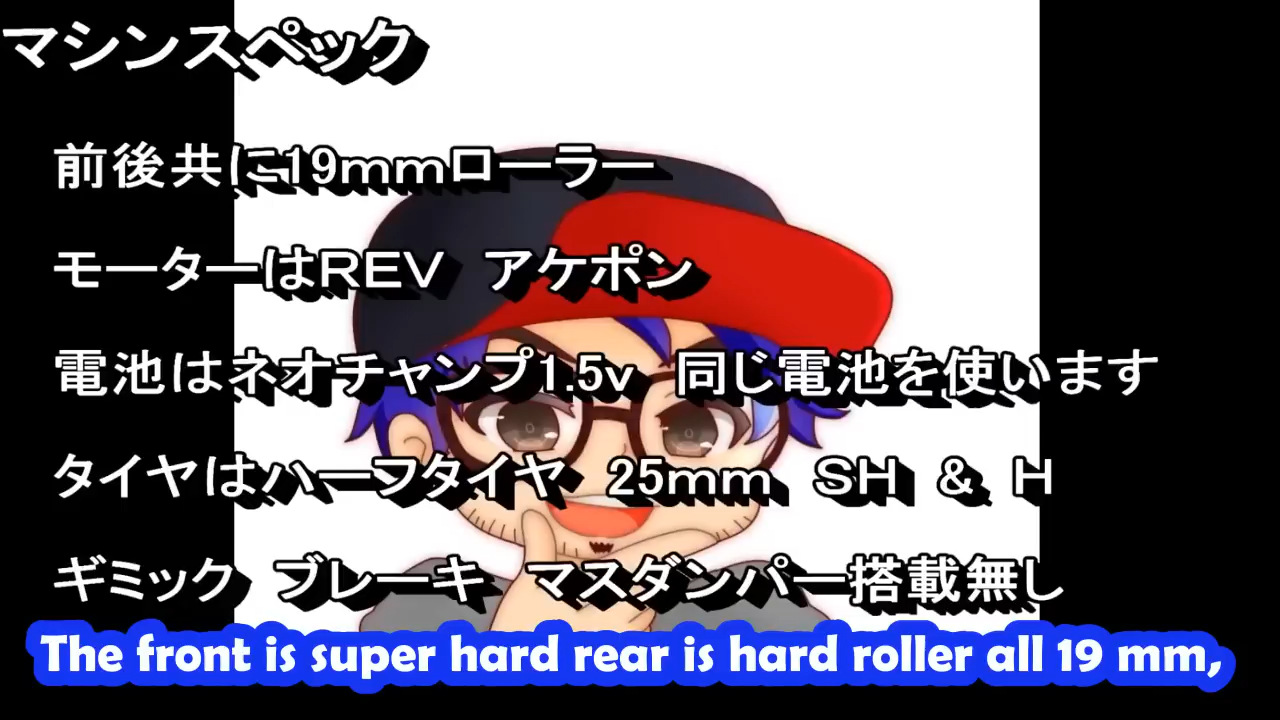 マシンスペック
前後共に19mmローラー
モーターはREV　アケポン
電池はネオチャンプ1.5v　同じ電池を使います
タイヤはハーフタイヤ　25mm　SH　&　H
ギミック　ブレーキ　マスダンパー搭載無し
The front is super hard rear is hard roller all 19 mm,